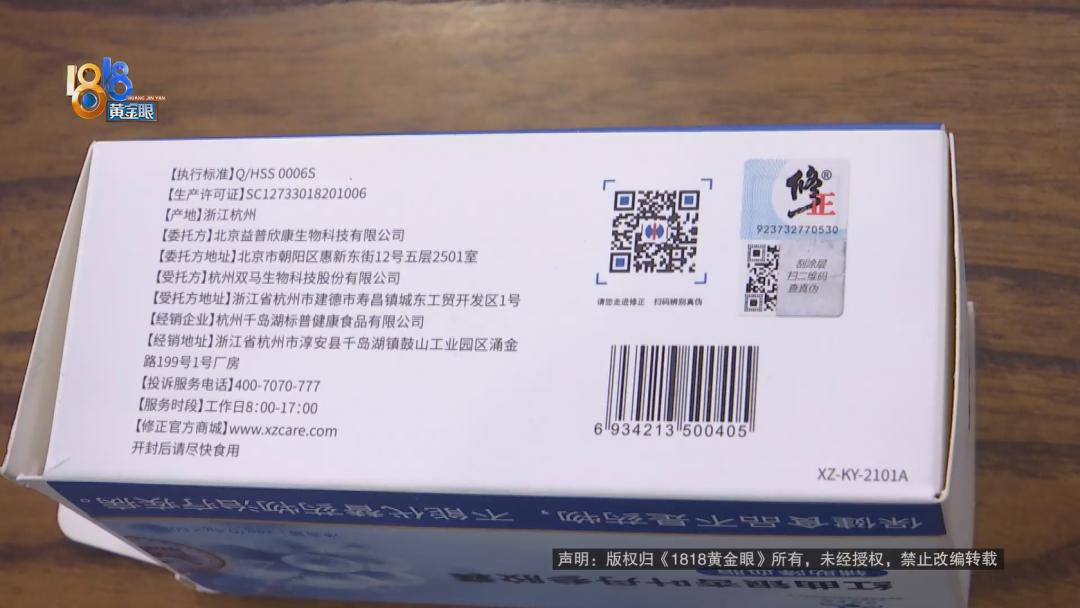 1818
HUANG JIN YAN
黄金眼
【执行标准】Q/HSS 0006S
【生产许可证】SC12733018201006
【产地】浙江杭州
【委托方】北京益普欣康生物科技有限公司
【委托方地址】北京市朝阳区惠新东街12号五层2501室
【受托方】杭州双马生物科技股份有限公司
【受托方地址】浙江省杭州市建德市寿昌镇城东工贸开发区1号
【经销企业】杭州千岛湖标普健康食品有限公司
【经销地址】浙江省杭州市淳安县千岛湖镇鼓山工业园区涌金
路199号1号厂房
【投诉服务电话】400-7070-777
【服务时段】工作日8:00-17:00
【修正官方商城】www.xzcare.com
开封后请尽快食用
请您走进修正 扫码辨别真伪
修正®
923732770530
刮涂层
扫二维码
查真伪
6 934213 500405
XZ-KY-2101A
保健食品不是药物，不能代替药物治疗疾病。
红曲银杏叶丹参胶囊
声明：版权归《1818黄金眼》所有，未经授权，禁止改编转载